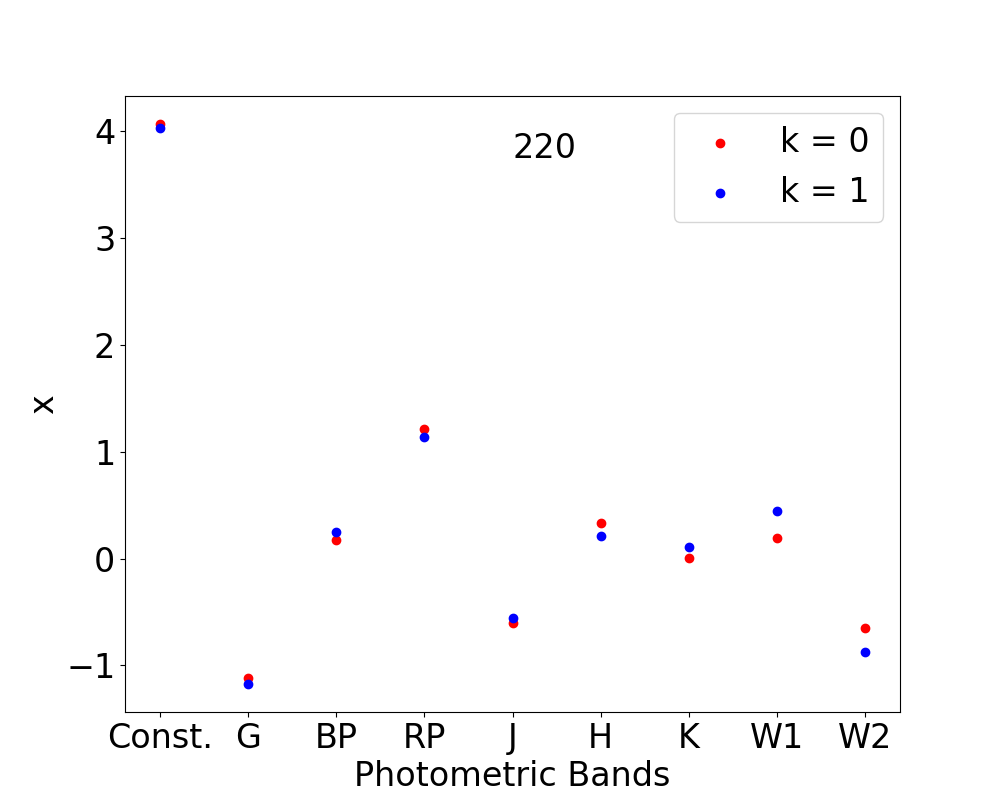 220
k = 0
k = 1
4
3
2
1
0
−1
x
Const. G BP RP J H K W1 W2
Photometric Bands